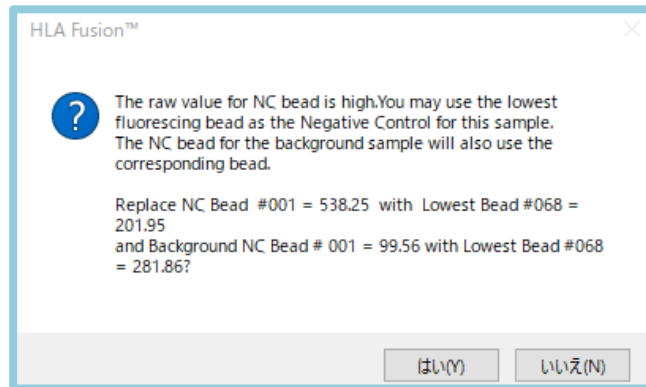 HLA Fusion™
The raw value for NC bead is high.You may use the lowest
fluorescing bead as the Negative Control for this sample.
The NC bead for the background sample will also use the
corresponding bead.
Replace NC Bead  #001 = 538.25  with  Lowest Bead #068 =
201.95
and Background NC Bead # 001 = 99.56 with Lowest Bead #068
= 281.86?
はい(Y)
いいえ(N)